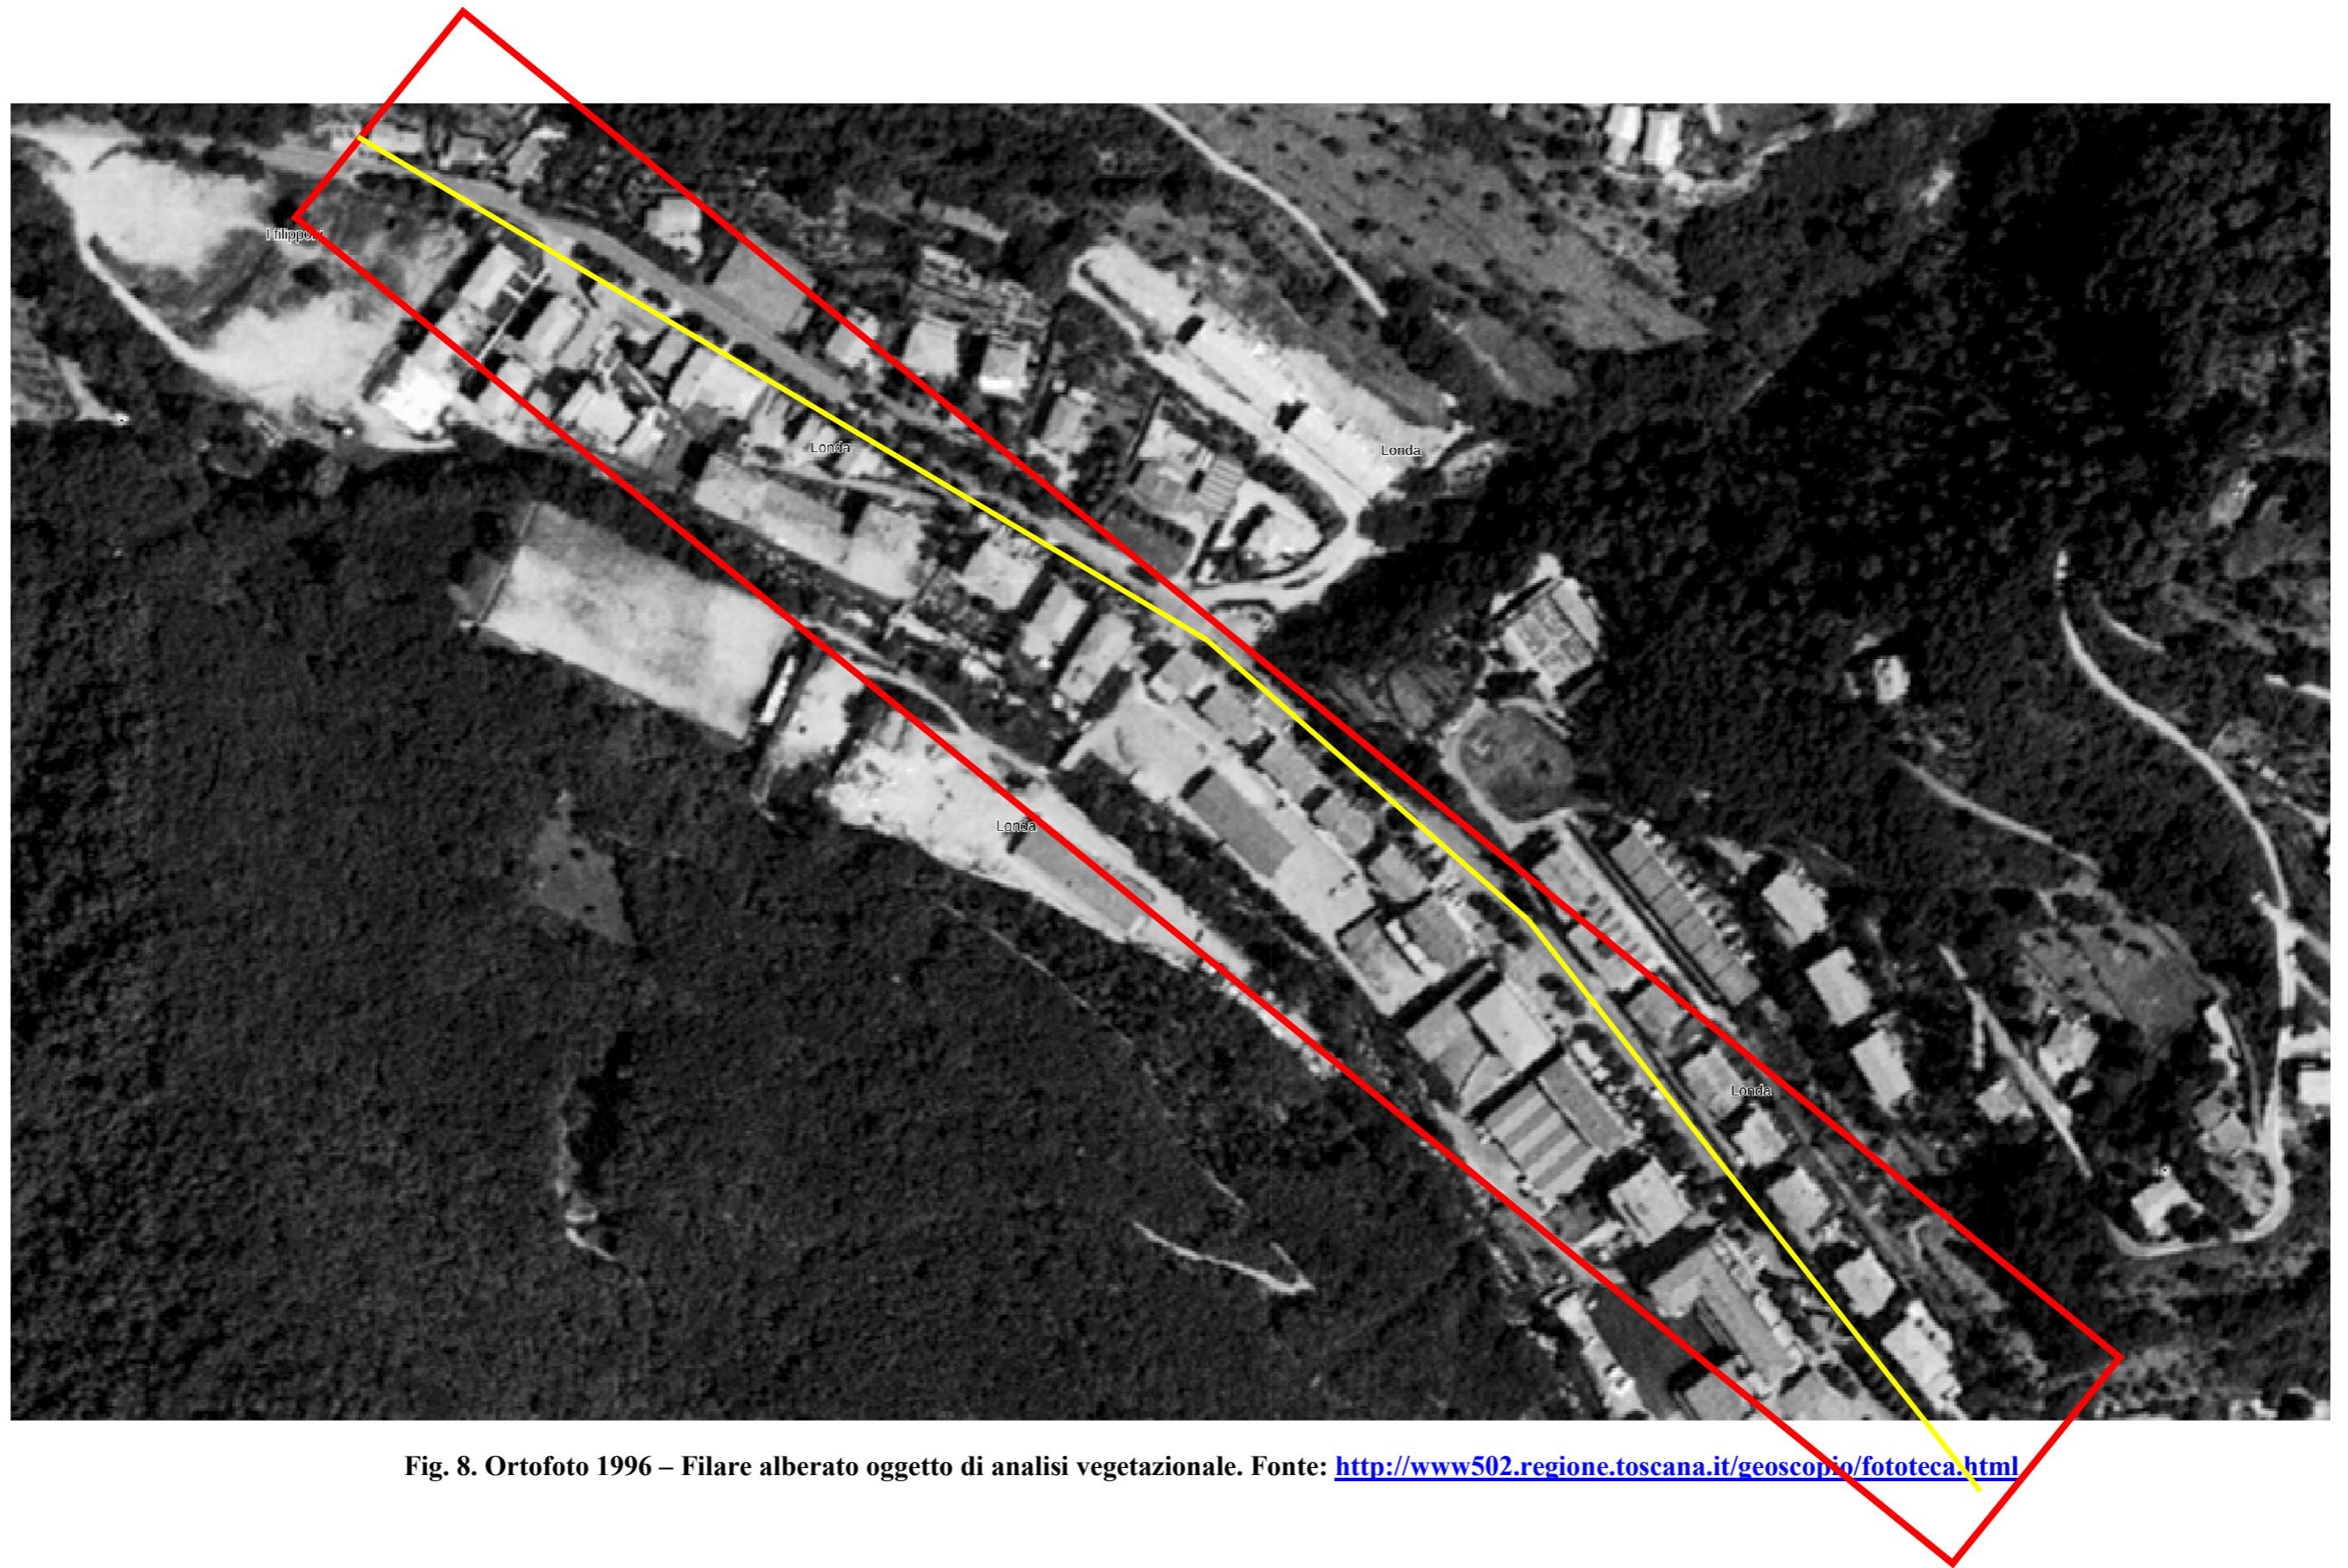 I filippori
Londa
Londa
Londa
Londa
Fig. 8. Ortofoto 1996 – Filare alberato oggetto di analisi vegetazionale. Fonte: http://www502.regione.toscana.it/geoscopio/fototeca.html